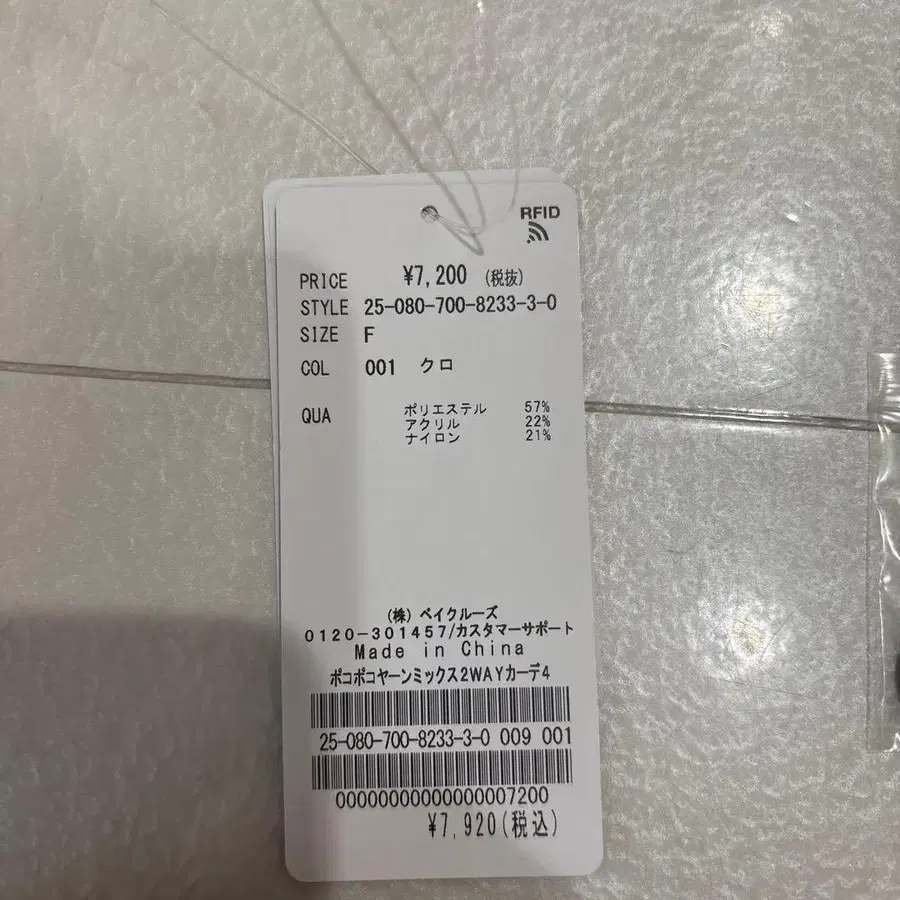 RFID
PRICE ¥7,200 (税抜)
STYLE 25-080-700-8233-3-0
SIZE F
COL 001 クロ
QUA ポリエステル 57%
アクリル 22%
ナイロン 21%
(株) ベイクルーズ
0120-301457/カスタマーサポート
Made in China
ポコポコヤーンミックス2WAYカーデ4
25-080-700-8233-3-0 009 001
00000000000000007200
¥7,920(税込)